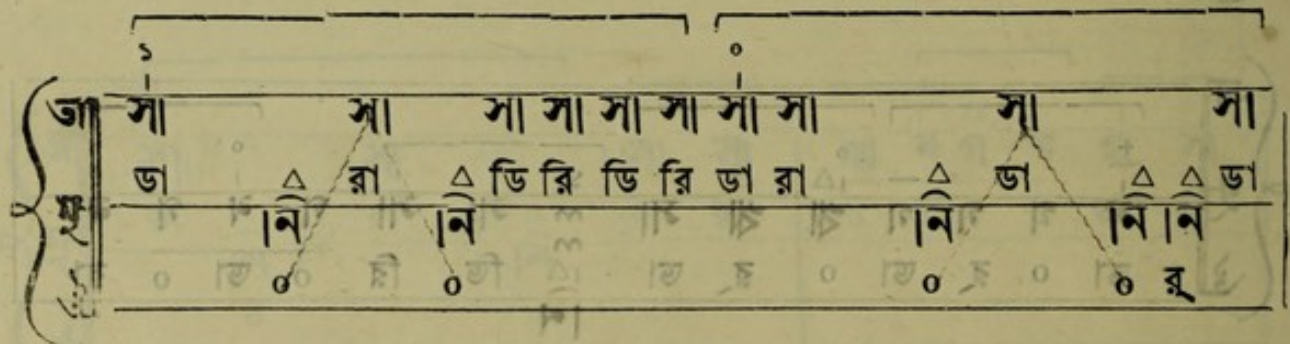 ১ ০
সা সা সা সা সা সা সা সা সা সা
ডা রা ডি রি ডি রি ডা রা ডা ডা
নি নি নি নি নি
০ ০ ০ ০ রূ